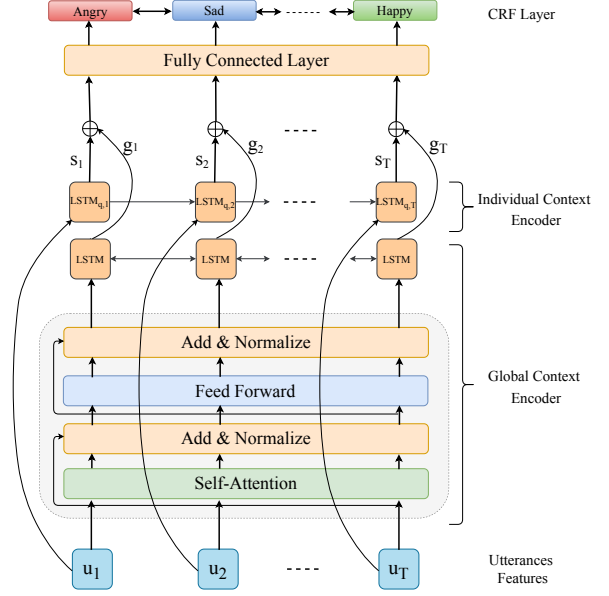 Angry Sad ------ Happy CRF Layer
Fully Connected Layer
g1 g2 gT
s1 s2 ---- sT
LSTMq,1 LSTMq,2 ---- LSTMq,T
Individual Context
Encoder
LSTM LSTM ---- LSTM
Add & Normalize
Feed Forward
Global Context
Encoder
Add & Normalize
Self-Attention
u1 u2 ---- uT
Utterances
Features